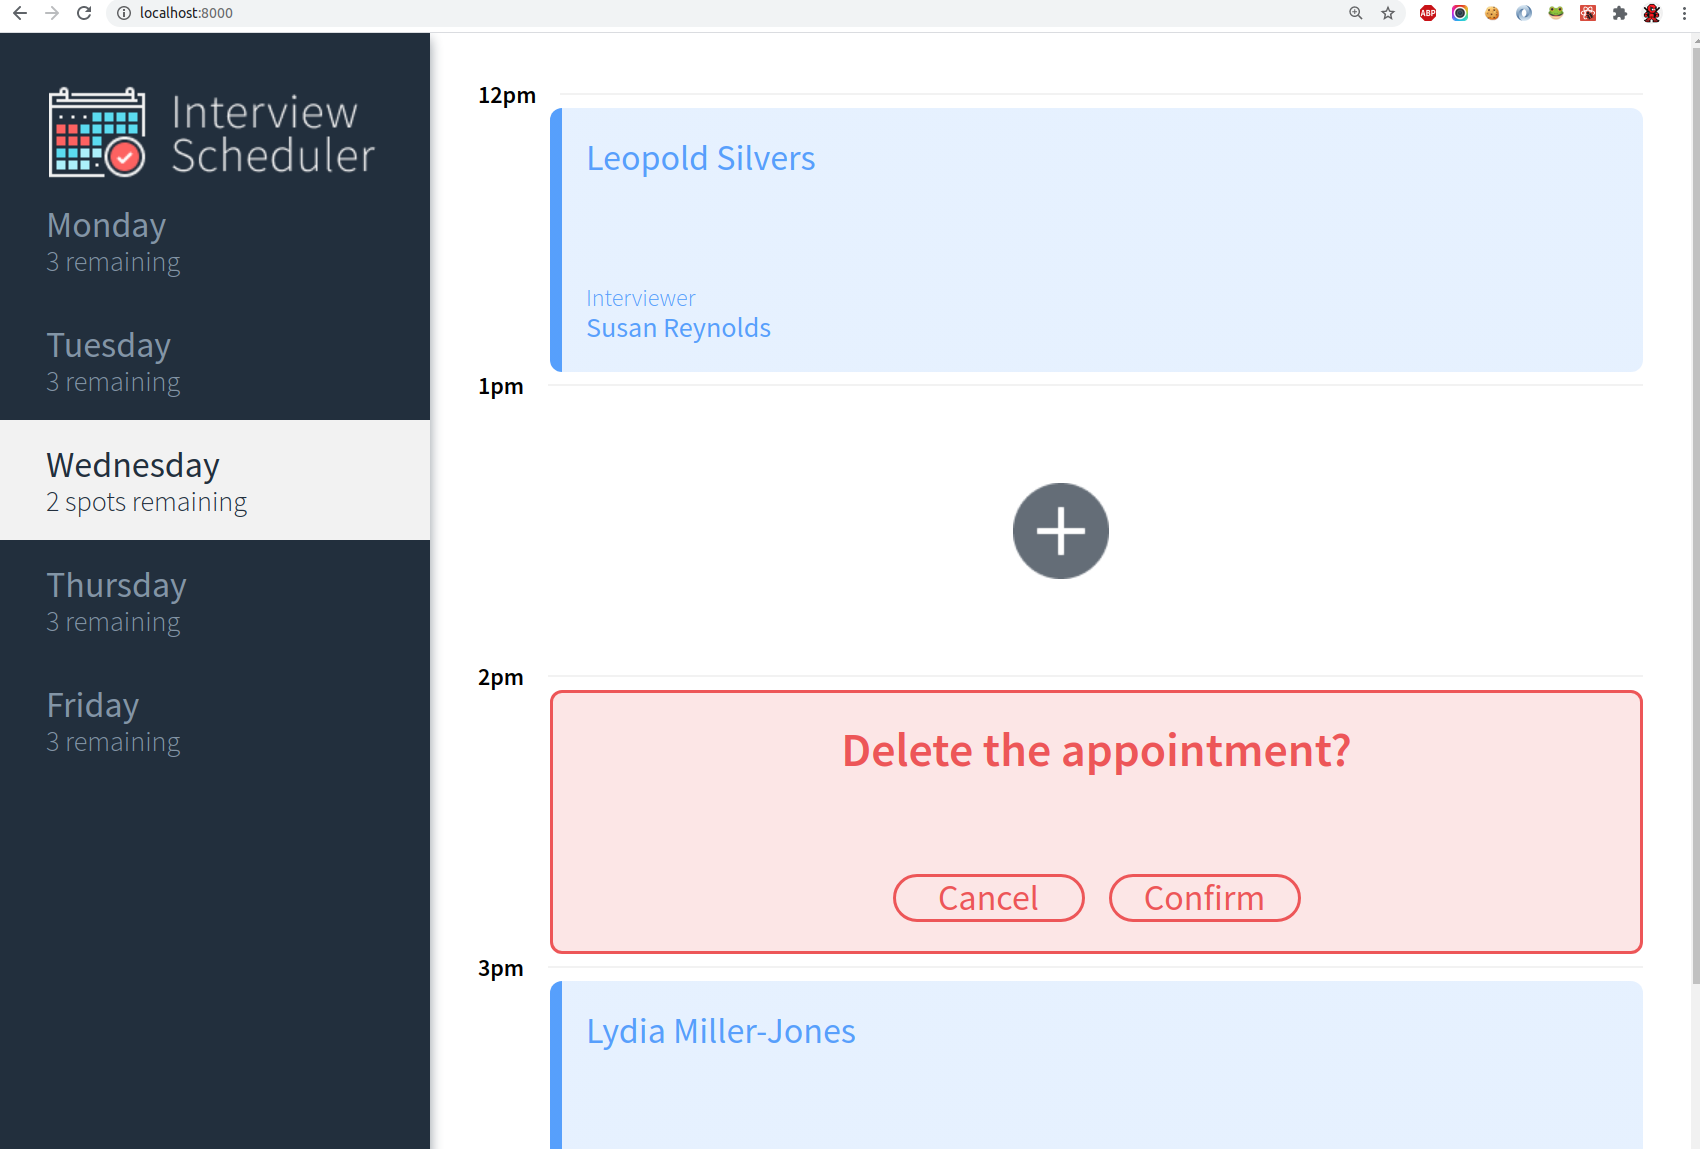 localhost:8000
ABP
Interview
Scheduler
Monday
3 remaining
Tuesday
3 remaining
Wednesday
2 spots remaining
Thursday
3 remaining
Friday
3 remaining
12pm
Leopold Silvers
Interviewer
Susan Reynolds
1pm
2pm
Delete the appointment?
Cancel
Confirm
3pm
Lydia Miller-Jones